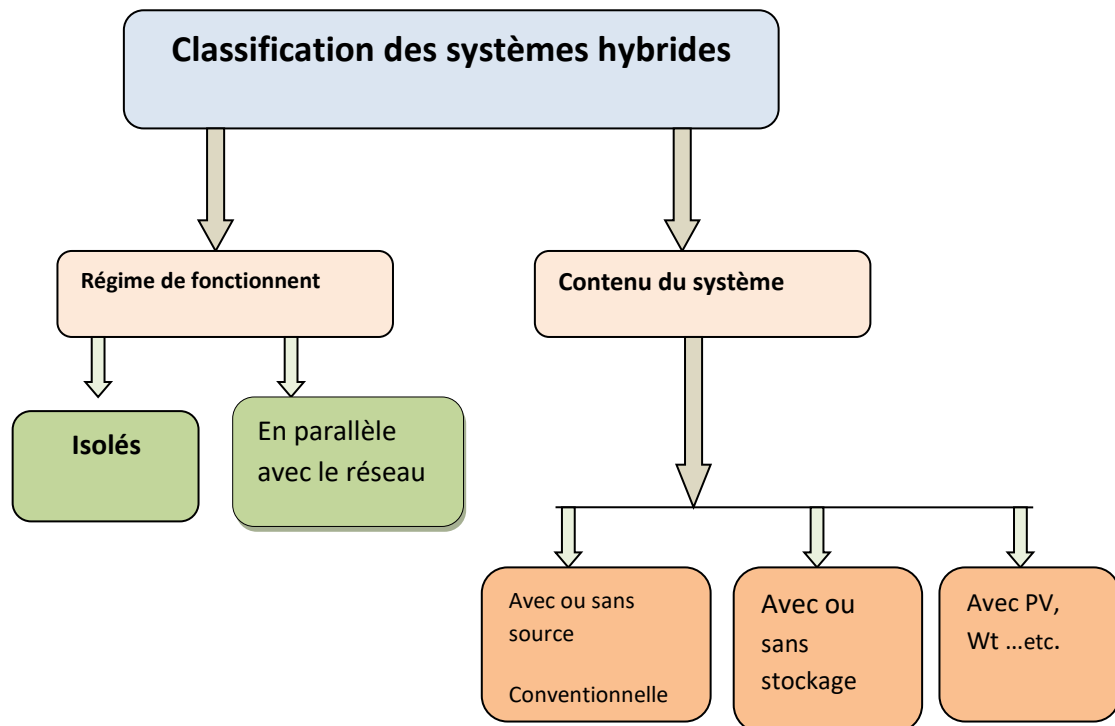 Classification des systèmes hybrides
Régime de fonctionnent
Contenu du système
Isolés
En parallèle
avec le réseau
Avec ou sans
source
Conventionnelle
Avec ou
sans
stockage
Avec PV,
Wt ...etc.